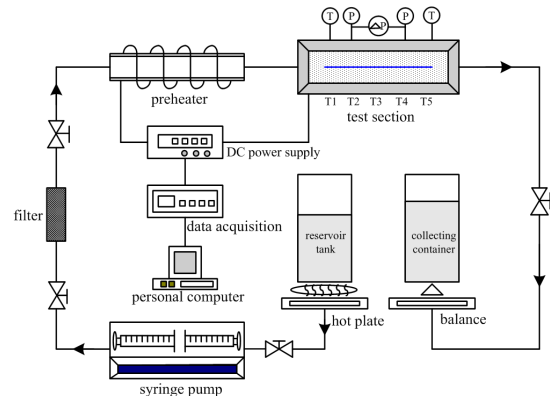 T
P
P
P
T
preheater
T1 T2 T3 T4 T5
test section
DC power supply
filter
data acquisition
reservoir
tank
collecting
container
personal computer
hot plate
balance
syringe pump